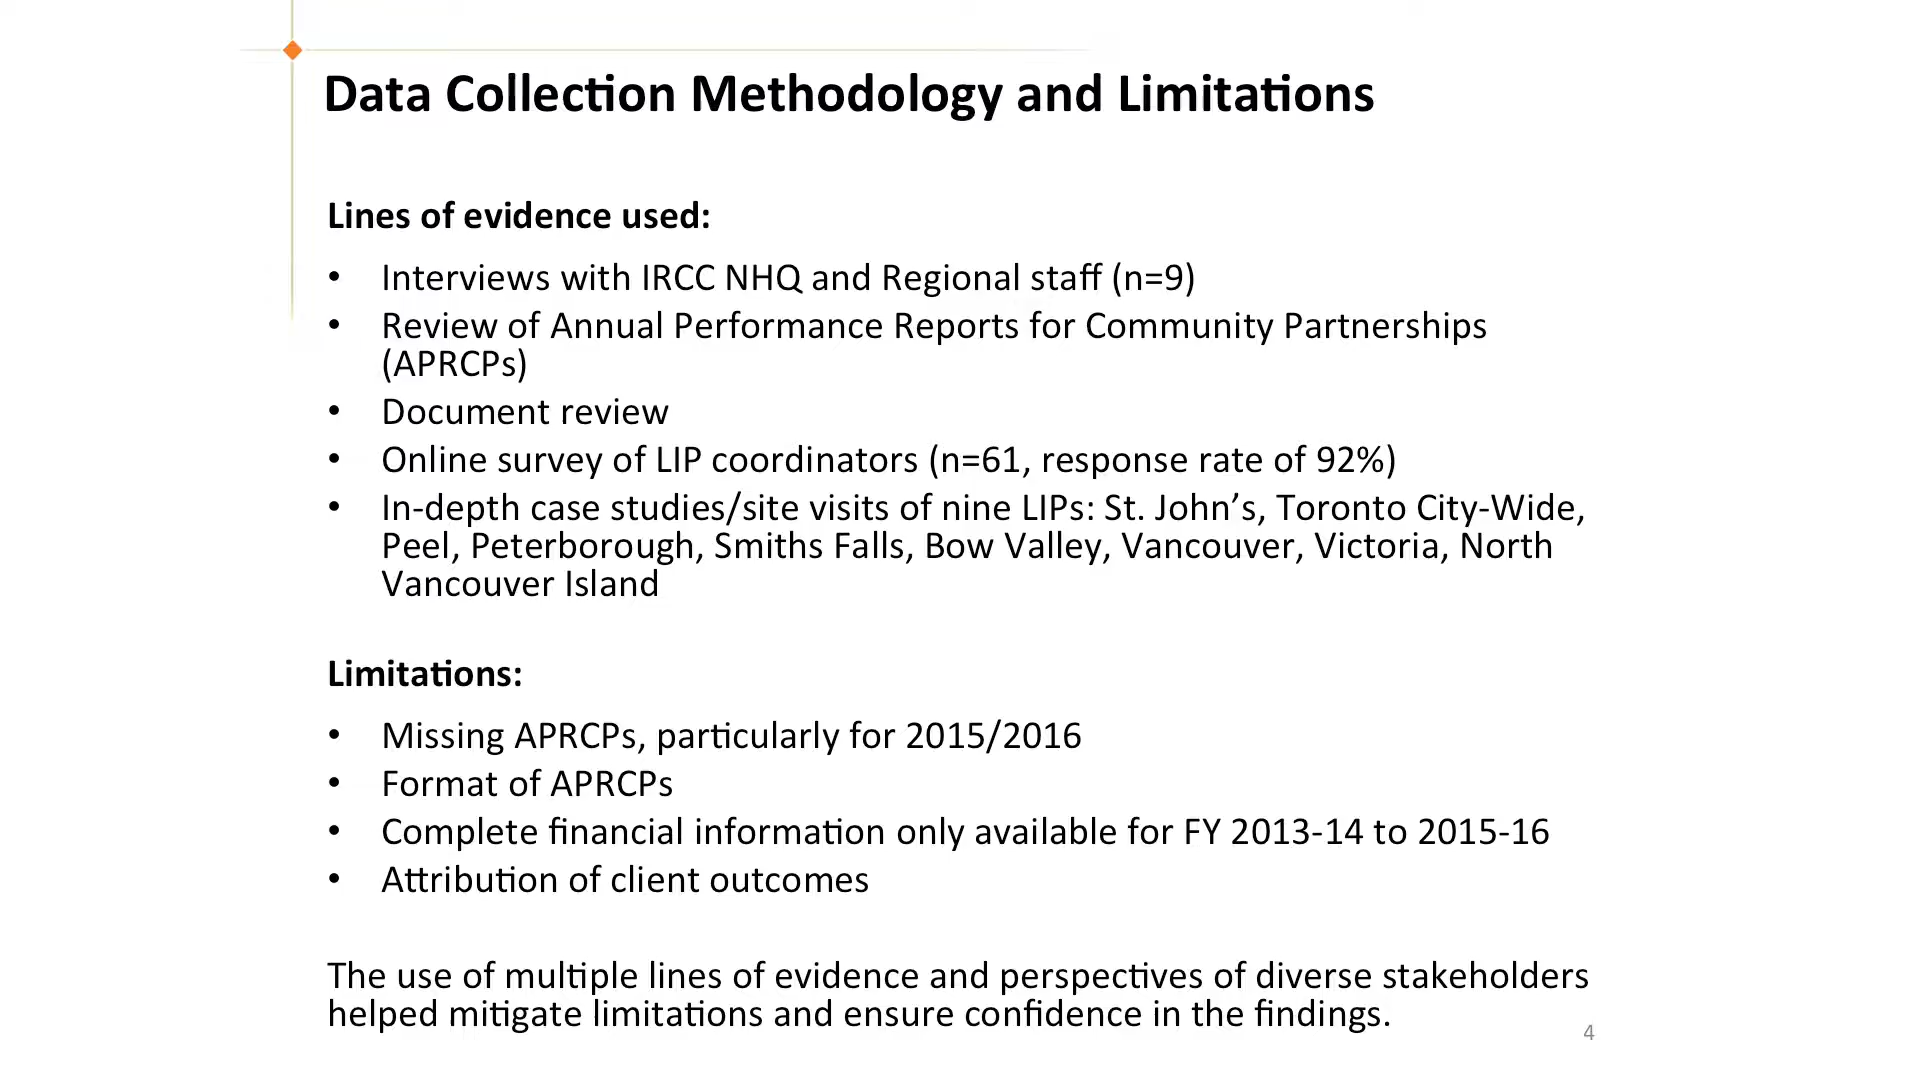 Data Collection Methodology and Limitations
Lines of evidence used:
• Interviews with IRCC NHQ and Regional staff (n=9)
• Review of Annual Performance Reports for Community Partnerships
(APRCPs)
• Document review
• Online survey of LIP coordinators (n=61, response rate of 92%)
• In-depth case studies/site visits of nine LIPs: St. John’s, Toronto City-Wide,
Peel, Peterborough, Smiths Falls, Bow Valley, Vancouver, Victoria, North
Vancouver Island
Limitations:
• Missing APRCPs, particularly for 2015/2016
• Format of APRCPs
• Complete financial information only available for FY 2013-14 to 2015-16
• Attribution of client outcomes
The use of multiple lines of evidence and perspectives of diverse stakeholders
helped mitigate limitations and ensure confidence in the findings.
4